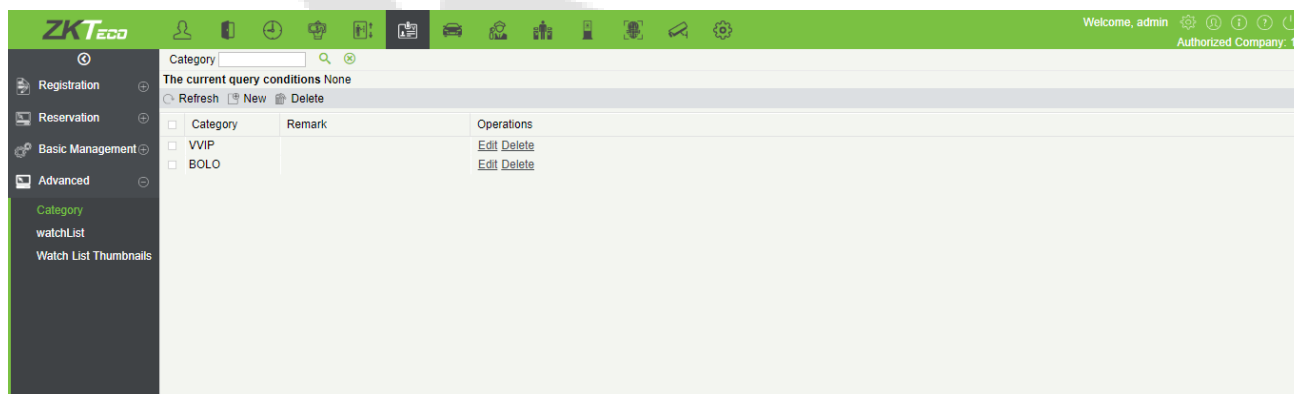 ZKTECO
Welcome, admin
Authorized Company: 1
Category
The current query conditions None
Refresh New Delete
Category Remark Operations
VVIP Edit Delete
BOLO Edit Delete
Registration
Reservation
Basic Management
Advanced
Category
watchList
Watch List Thumbnails